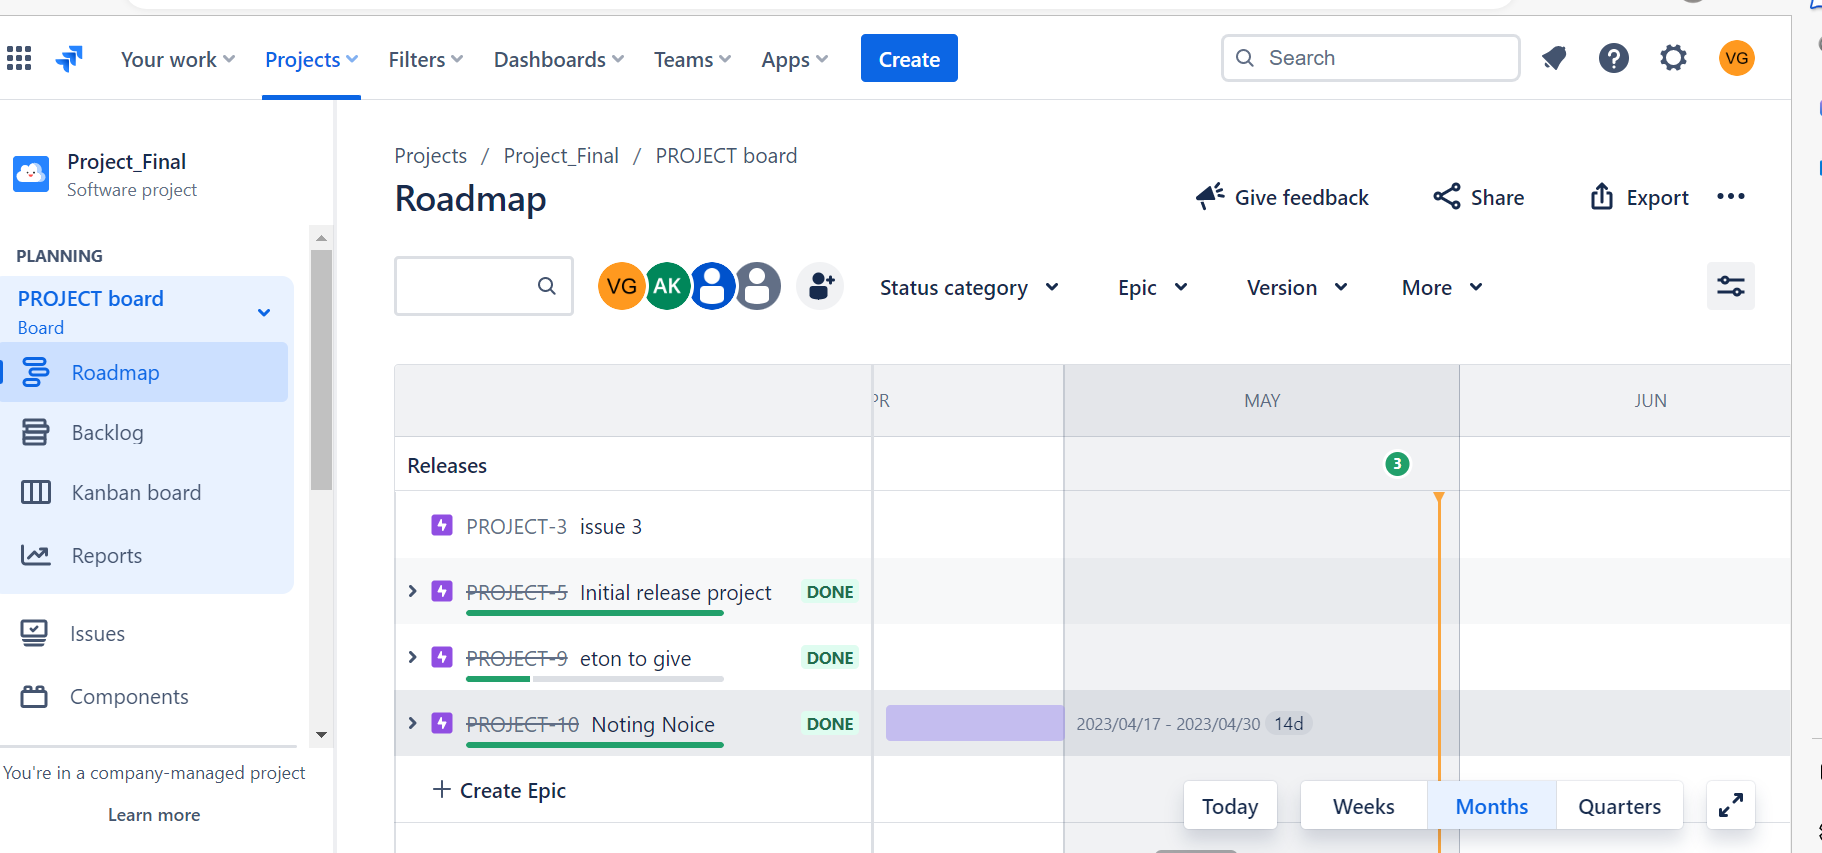 Your work
Projects
Filters
Dashboards
Teams
Apps
Create
Search
VG
Project_Final
Software project
PLANNING
PROJECT board
Board
Roadmap
Backlog
Kanban board
Reports
Issues
Components
You're in a company-managed project
Learn more
Projects / Project_Final / PROJECT board
Roadmap
Give feedback
Share
Export
VG
AK
Status category
Epic
Version
More
PR
MAY
JUN
Releases
3
PROJECT-3 issue 3
PROJECT-5 Initial release project DONE
PROJECT-9 eton to give DONE
PROJECT-10 Noting Noice DONE
2023/04/17 - 2023/04/30 14d
+ Create Epic
Today
Weeks
Months
Quarters